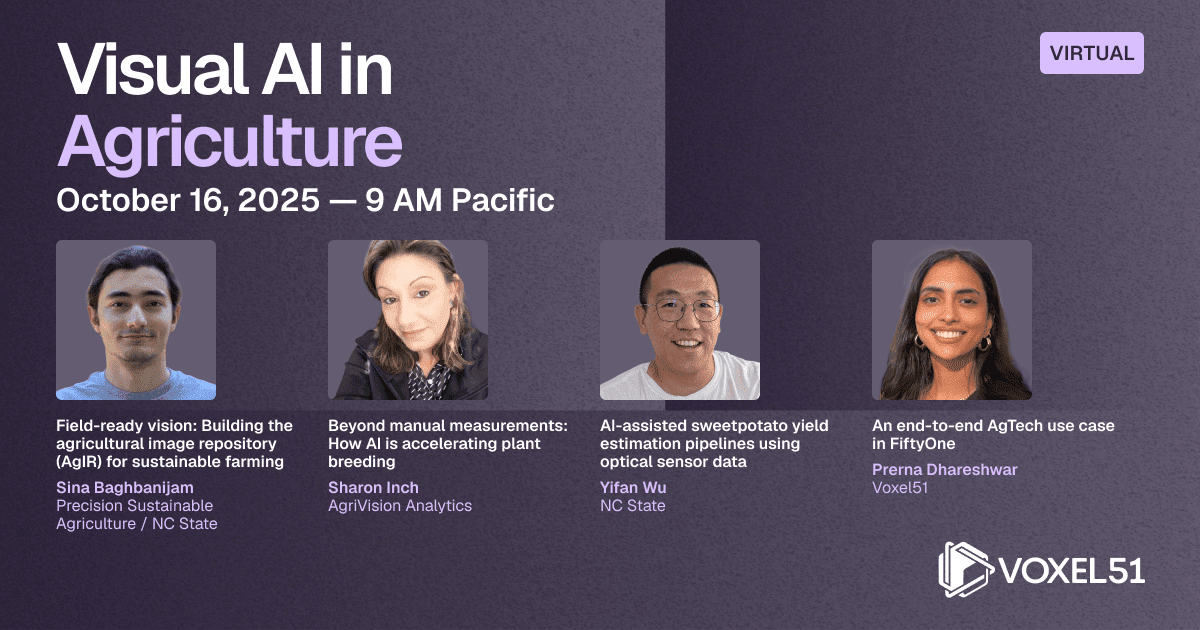 Visual AI in
Agriculture
VIRTUAL
October 16, 2025 — 9 AM Pacific
Field-ready vision: Building the
agricultural image repository
(AgIR) for sustainable farming
Sina Baghbanijam
Precision Sustainable
Agriculture / NC State
Beyond manual measurements:
How AI is accelerating plant
breeding
Sharon Inch
AgriVision Analytics
AI-assisted sweetpotato yield
estimation pipelines using
optical sensor data
Yifan Wu
NC State
An end-to-end AgTech use case
in FiftyOne
Prerna Dhareshwar
Voxel51
VOXEL51